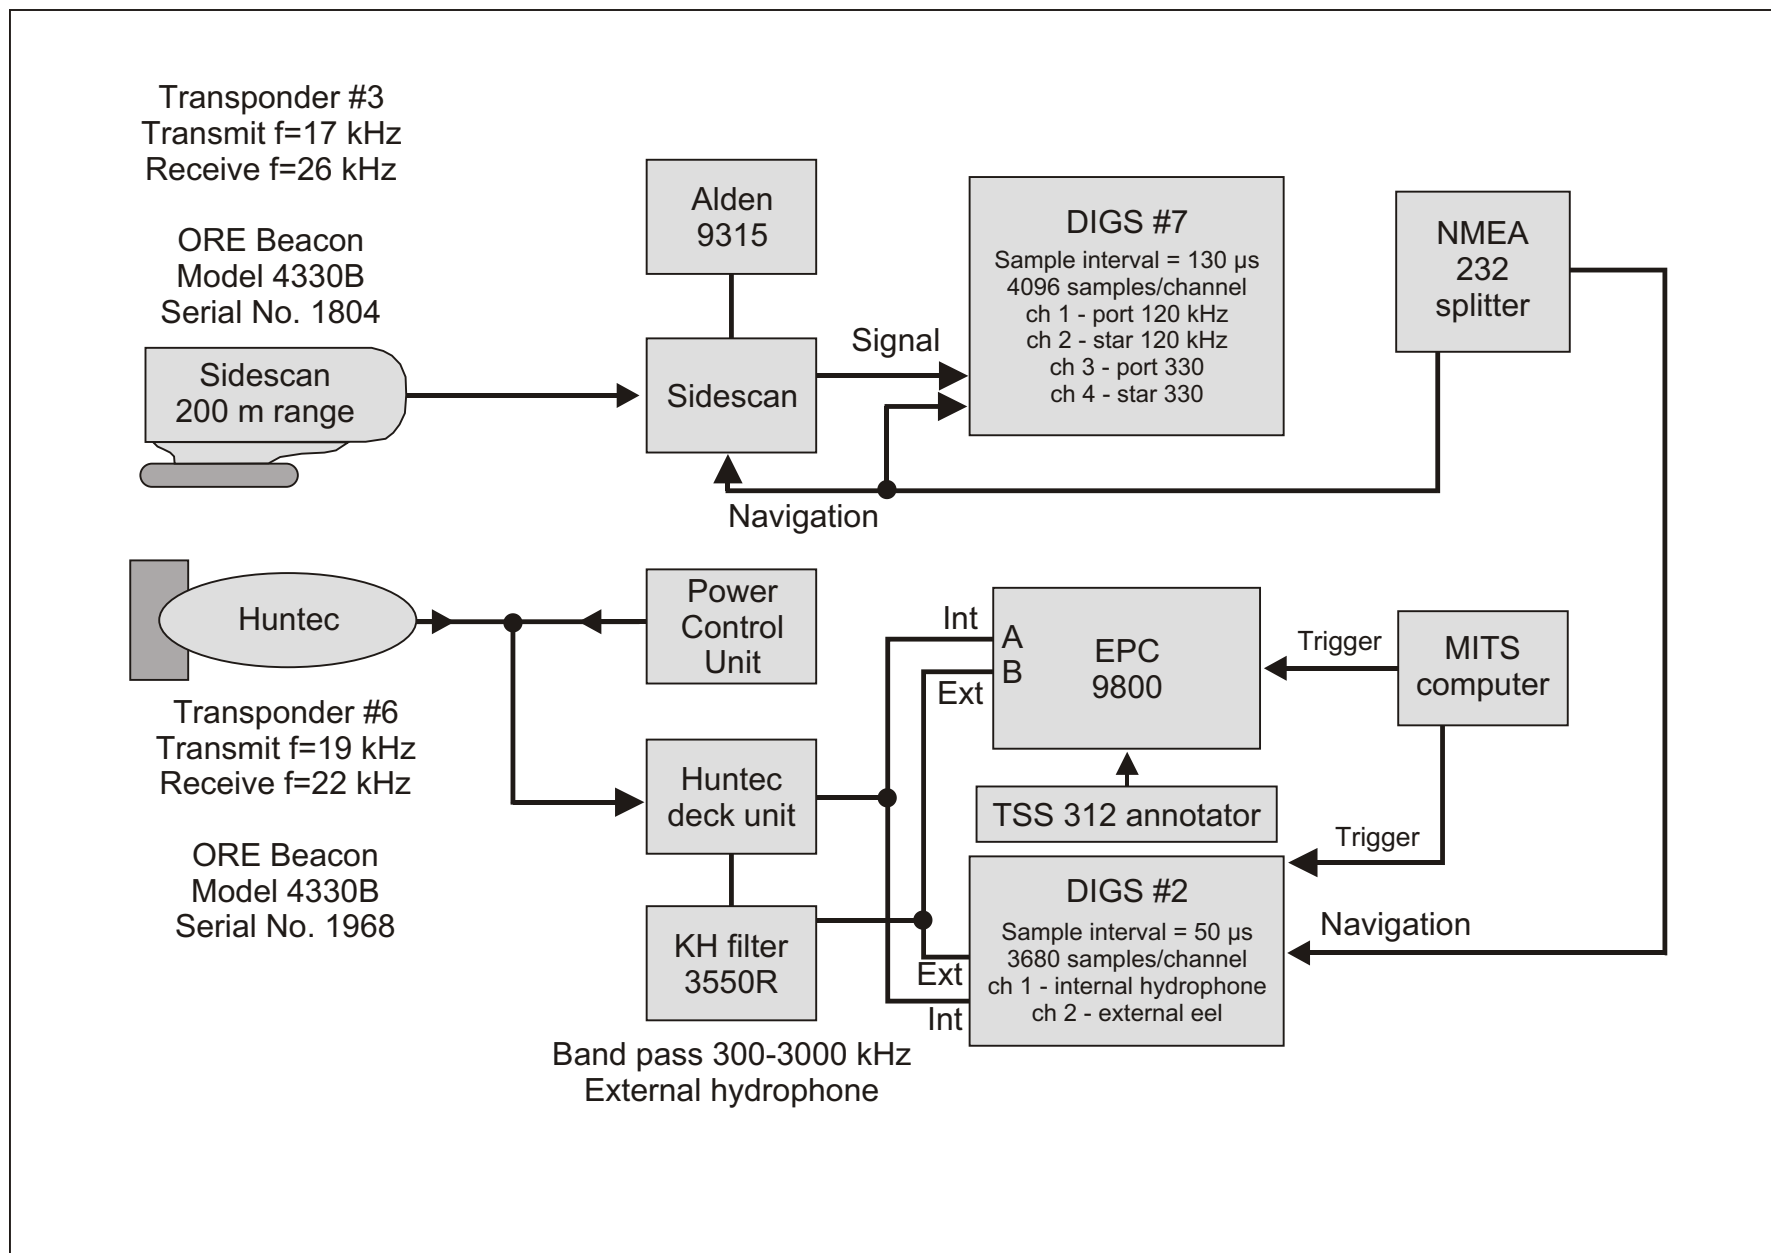 Transponder #3
Transmit f=17 kHz
Receive f=26 kHz
ORE Beacon
Model 4330B
Serial No. 1804
Sidescan
200 m range
Alden
9315
Sidescan
Signal
DIGS #7
Sample interval = 130 µs
4096 samples/channel
ch 1 - port 120 kHz
ch 2 - star 120 kHz
ch 3 - port 330
ch 4 - star 330
NMEA
232
splitter
Navigation
Huntec
Transponder #6
Transmit f=19 kHz
Receive f=22 kHz
ORE Beacon
Model 4330B
Serial No. 1968
Power
Control
Unit
Huntec
deck unit
KH filter
3550R
Band pass 300-3000 kHz
External hydrophone
Int
Ext
A
B
EPC
9800
Trigger
MITS
computer
TSS 312 annotator
Trigger
DIGS #2
Sample interval = 50 µs
3680 samples/channel
ch 1 - internal hydrophone
ch 2 - external eel
Ext
Int
Navigation